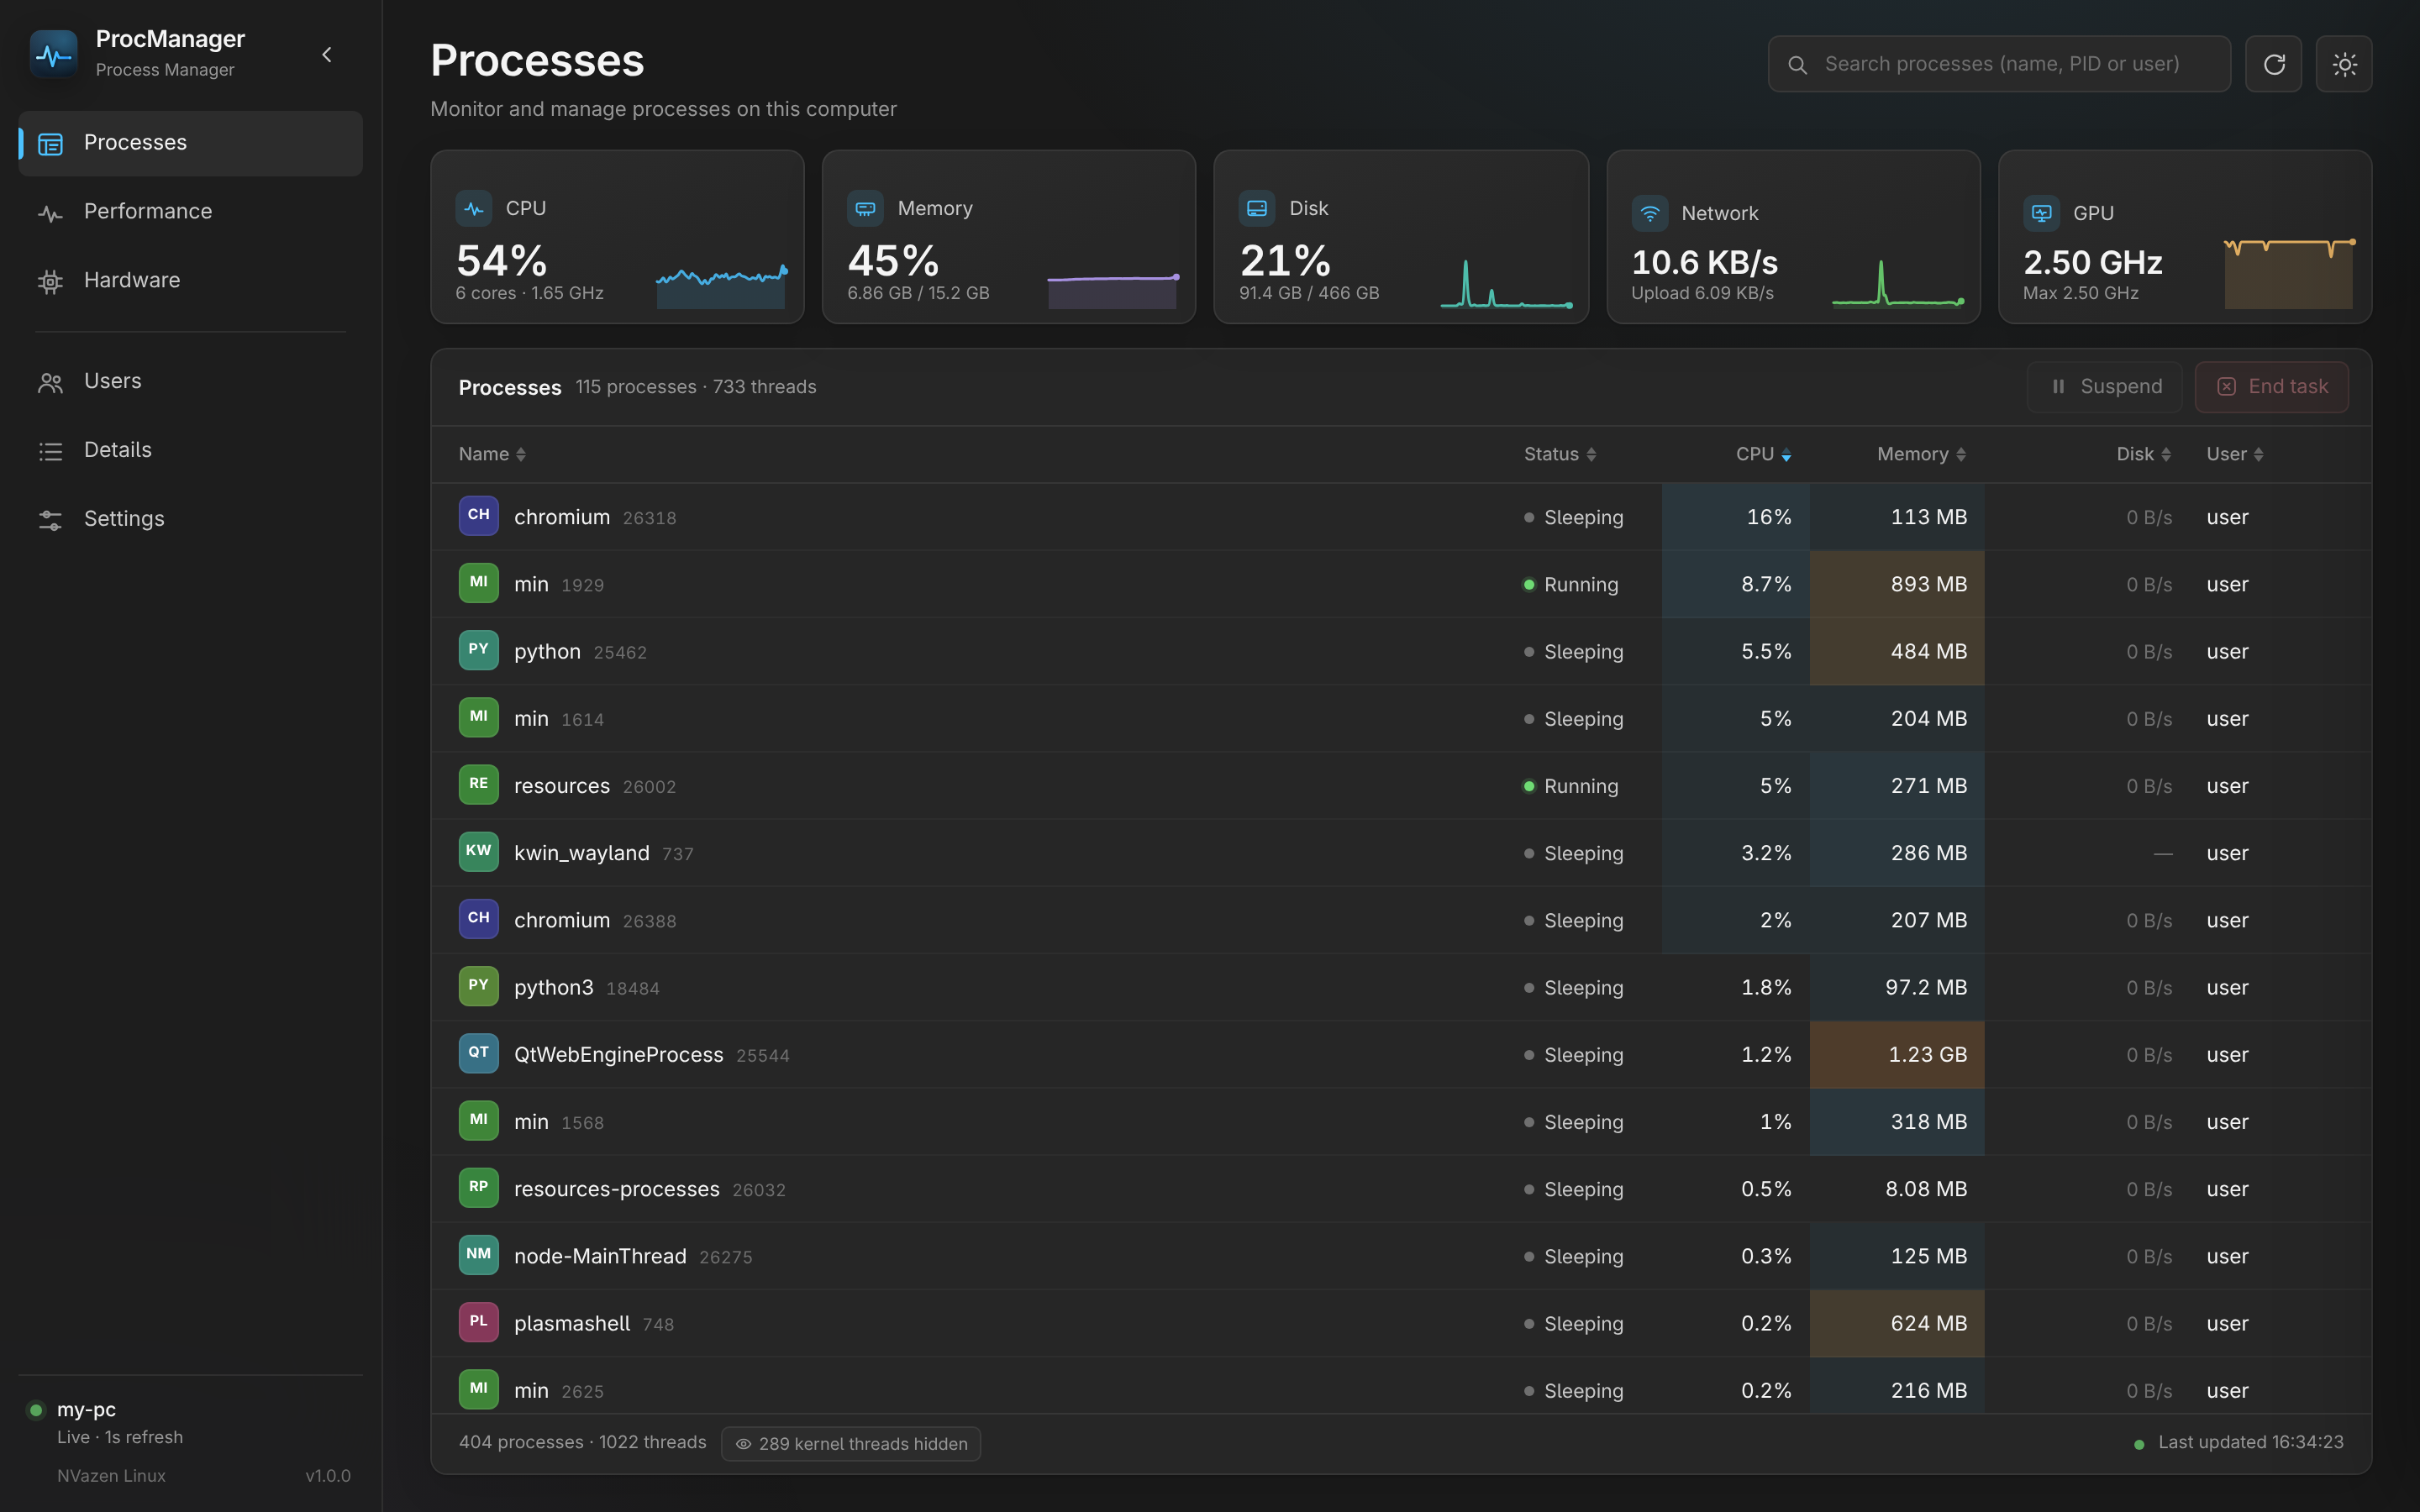 ProcManager
Process Manager
Processes
Performance
Hardware
Users
Details
Settings
my-pc
Live · 1s refresh
NVazen Linux v1.0.0
Processes
Monitor and manage processes on this computer
Search processes (name, PID or user)
CPU
54%
6 cores · 1.65 GHz
Memory
45%
6.86 GB / 15.2 GB
Disk
21%
91.4 GB / 466 GB
Network
10.6 KB/s
Upload 6.09 KB/s
GPU
2.50 GHz
Max 2.50 GHz
Processes 115 processes · 733 threads Suspend End task
Name Status CPU Memory Disk User
CH chromium 26318 Sleeping 16% 113 MB 0 B/s user
MI min 1929 Running 8.7% 893 MB 0 B/s user
PY python 25462 Sleeping 5.5% 484 MB 0 B/s user
MI min 1614 Sleeping 5% 204 MB 0 B/s user
RE resources 26002 Running 5% 271 MB 0 B/s user
KW kwin_wayland 737 Sleeping 3.2% 286 MB — user
CH chromium 26388 Sleeping 2% 207 MB 0 B/s user
PY python3 18484 Sleeping 1.8% 97.2 MB 0 B/s user
QT QtWebEngineProcess 25544 Sleeping 1.2% 1.23 GB 0 B/s user
MI min 1568 Sleeping 1% 318 MB 0 B/s user
RP resources-processes 26032 Sleeping 0.5% 8.08 MB 0 B/s user
NM node-MainThread 26275 Sleeping 0.3% 125 MB 0 B/s user
PL plasmashell 748 Sleeping 0.2% 624 MB 0 B/s user
MI min 2625 Sleeping 0.2% 216 MB 0 B/s user
404 processes · 1022 threads 289 kernel threads hidden Last updated 16:34:23